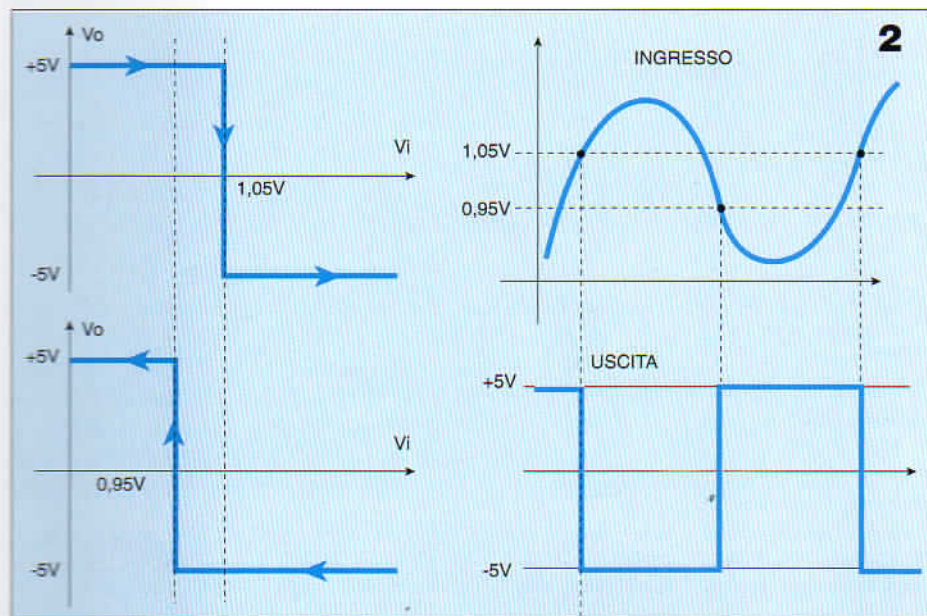 2
Vo
+5V
Vi
1,05V
-5V
Vo
+5V
Vi
0,95V
-5V
INGRESSO
1,05V
0,95V
USCITA
+5V
-5V